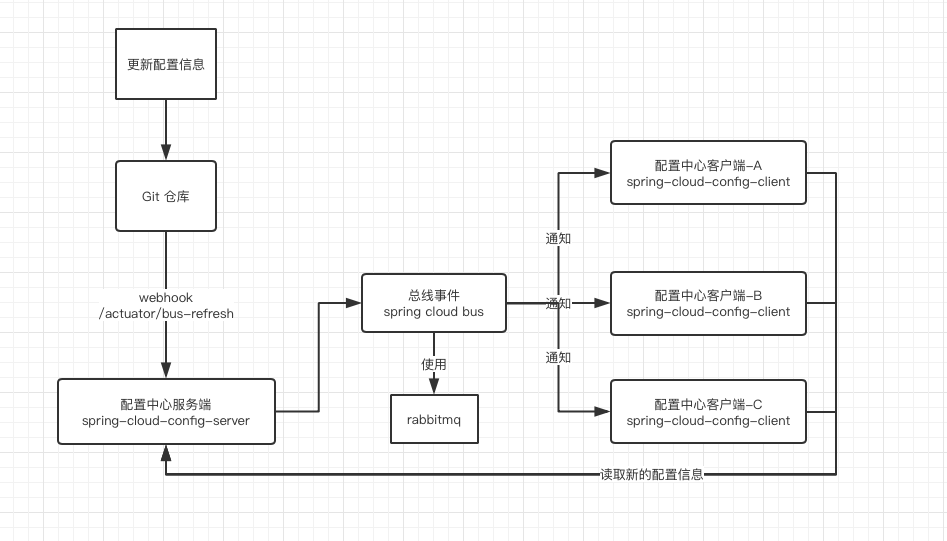 更新配置信息
Git 仓库
webhook
/actuator/bus-refresh
配置中心服务端
spring-cloud-config-server
总线事件
spring cloud bus
使用
rabbitmq
通知
通知
通知
配置中心客户端-A
spring-cloud-config-client
配置中心客户端-B
spring-cloud-config-client
配置中心客户端-C
spring-cloud-config-client
读取新的配置信息